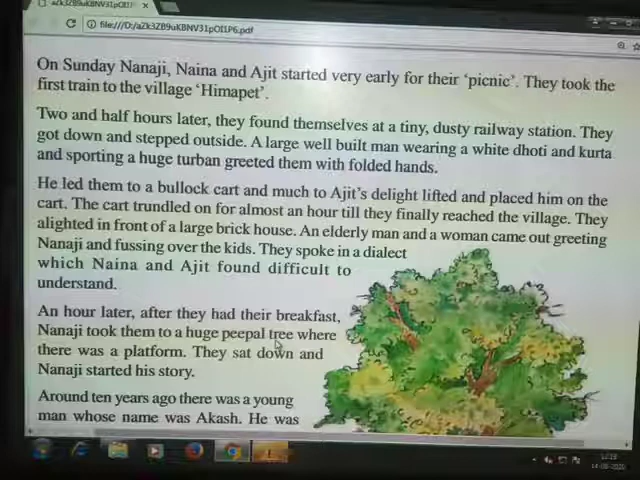 file:///D:/aZk3ZB9uKBNV31pOI1P6.pdf
On Sunday Nanaji, Naina and Ajit started very early for their ‘picnic’. They took the
first train to the village ‘Himapet’.
Two and half hours later, they found themselves at a tiny, dusty railway station. They
got down and stepped outside. A large well built man wearing a white dhoti and kurta
and sporting a huge turban greeted them with folded hands.
He led them to a bullock cart and much to Ajit's delight lifted and placed him on the
cart. The cart trundled on for almost an hour till they finally reached the village. They
alighted in front of a large brick house. An elderly man and a woman came out greeting
Nanaji and fussing over the kids. They spoke in a dialect
which Naina and Ajit found difficult to
understand.
An hour later, after they had their breakfast,
Nanaji took them to a huge peepal tree where
there was a platform. They sat down and
Nanaji started his story.
Around ten years ago there was a young
man whose name was Akash. He was